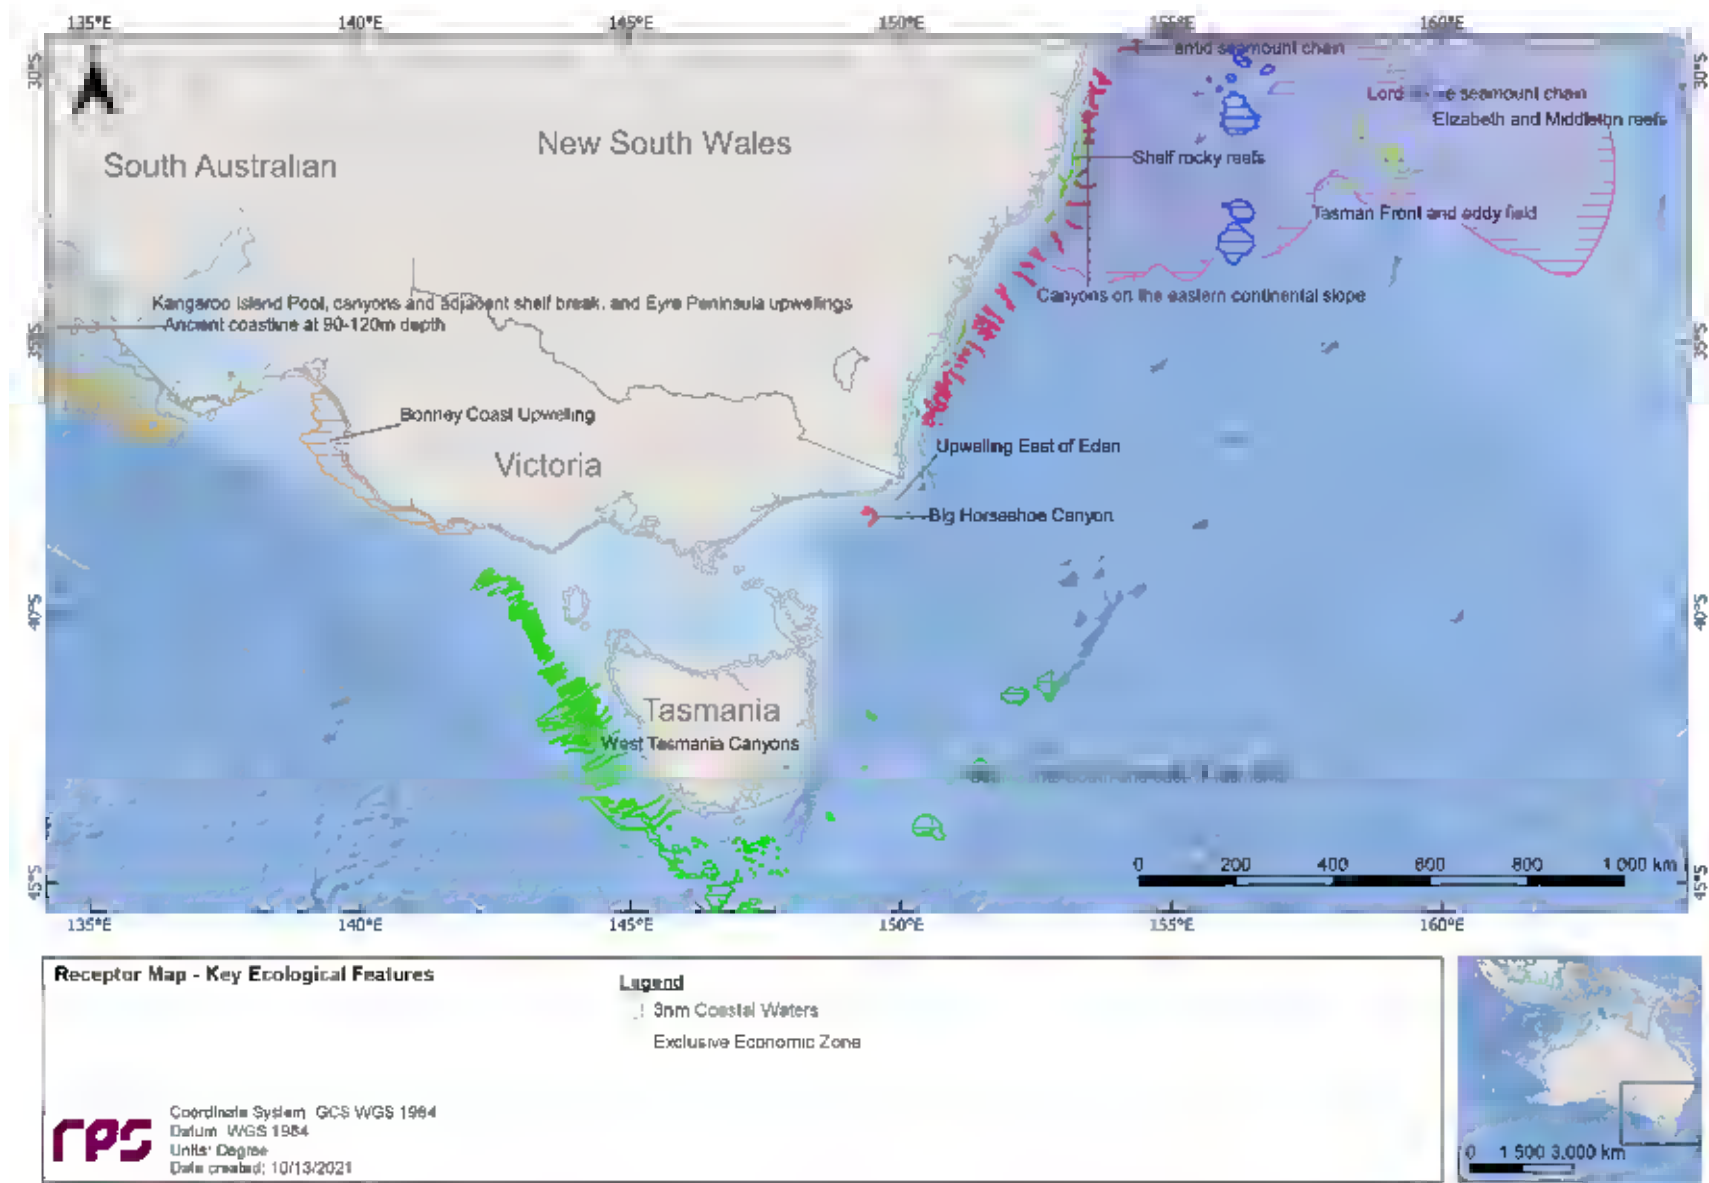 135°E 140°E 145°E 150°E 155°E 160°E
30°S 30°S
seamount chain
Lord seamount chain
Elizabeth and Middleton reefs
New South Wales
South Australian
Shelf rocky reefs
Tasman Front and eddy field
Canyons on the eastern continental slope
Kangaroo Island Pool, canyons and adjacent shelf break, and Eyre Peninsula upwellings
Ancient coastline at 90-120m depth
35°S 35°S
Bonney Coast Upwelling
Upwelling East of Eden
Victoria
Big Horseshoe Canyon
40°S 40°S
Tasmania
West Tasmania Canyons
0 200 400 600 800 1 000 km
45°S 45°S
135°E 140°E 145°E 150°E 155°E 160°E
Receptor Map - Key Ecological Features
Legend
3nm Coastal Waters
Exclusive Economic Zone
rps
Coordinate System GCS WGS 1984
Datum WGS 1984
Units: Degree
Date created: 10/13/2021
0 1 500 3,000 km